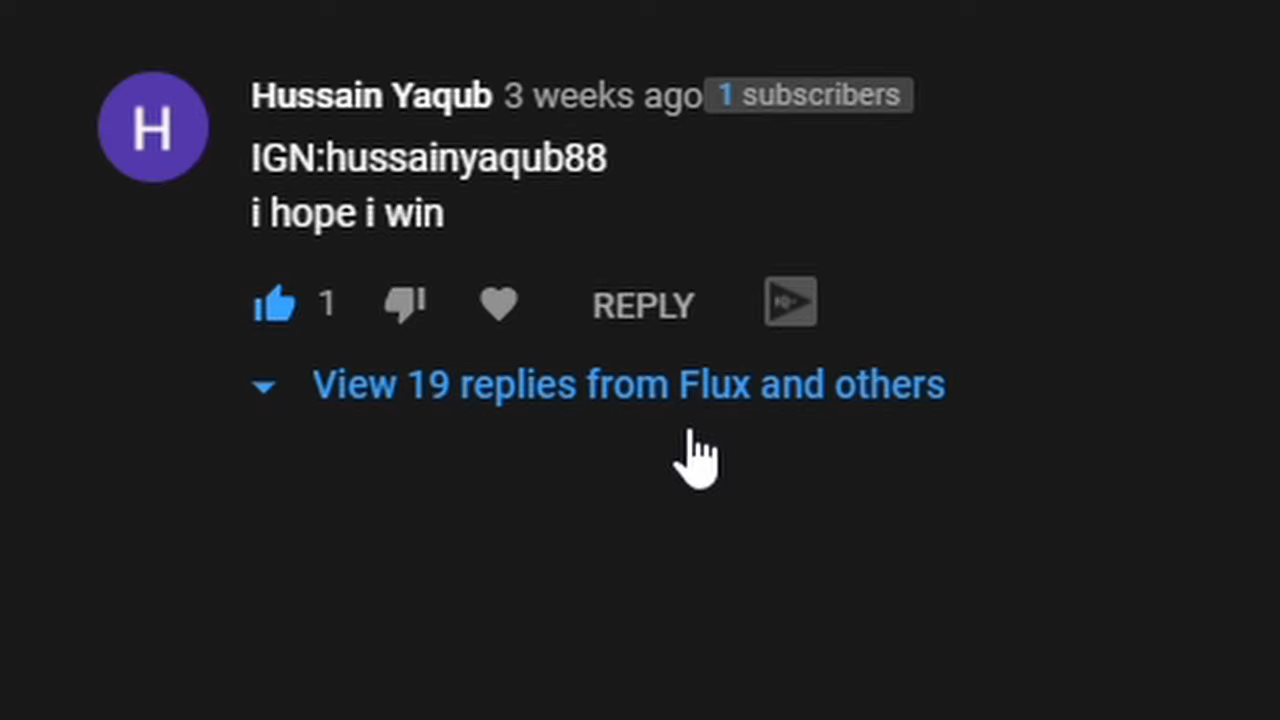 H
Hussain Yaqub 3 weeks ago 1 subscribers
IGN:hussainyaqub88
i hope i win
1 REPLY
View 19 replies from Flux and others